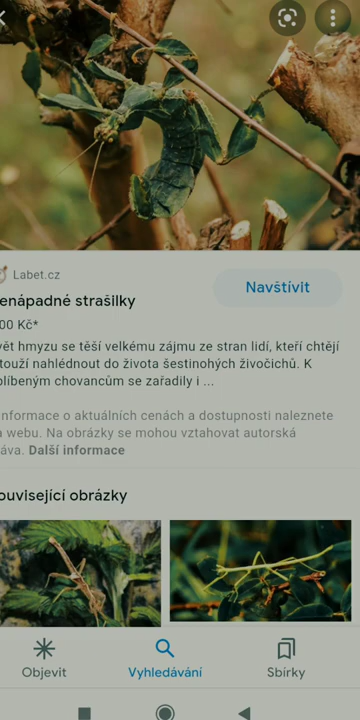 Labet.cz
enápadné strašilky
Navštívit
00 Kč*
vět hmyzu se těší velkému zájmu ze stran lidí, kteří chtějí
touží nahlédnout do života šestinohých živočichů. K
blíbeným chovancům se zařadily i ...
nformace o aktuálních cenách a dostupnosti naleznete
a webu. Na obrázky se mohou vztahovat autorská
áva. Další informace
ouvisející obrázky
Objevit
Vyhledávání
Sbírky